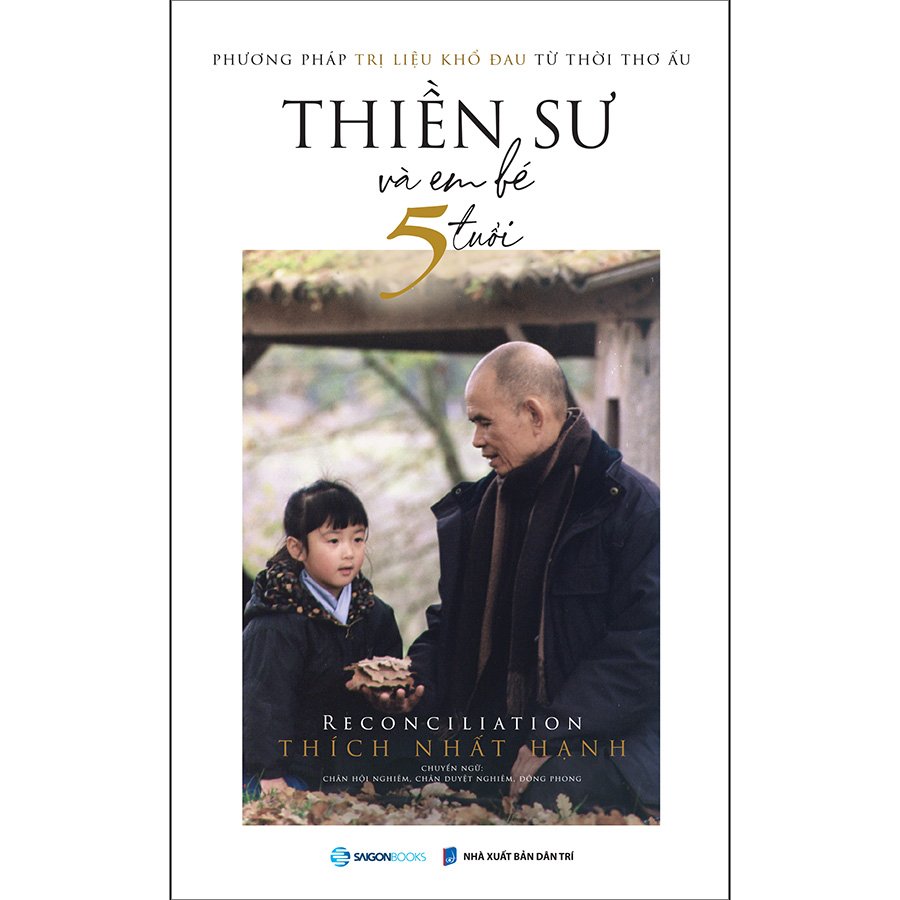 PHƯƠNG PHÁP TRỊ LIỆU KHỔ ĐAU TỪ THỜI THƠ ẤU
THIỀN SƯ
và em bé
5 tuổi
RECONCILIATION
THÍCH NHẤT HẠNH
CHUYỂN NGỮ:
CHÂN HỘI NGHIÊM, CHÂN DUYỆT NGHIÊM, ĐÔNG PHONG
SAIGONBOOKS
NHÀ XUẤT BẢN DÂN TRÍ